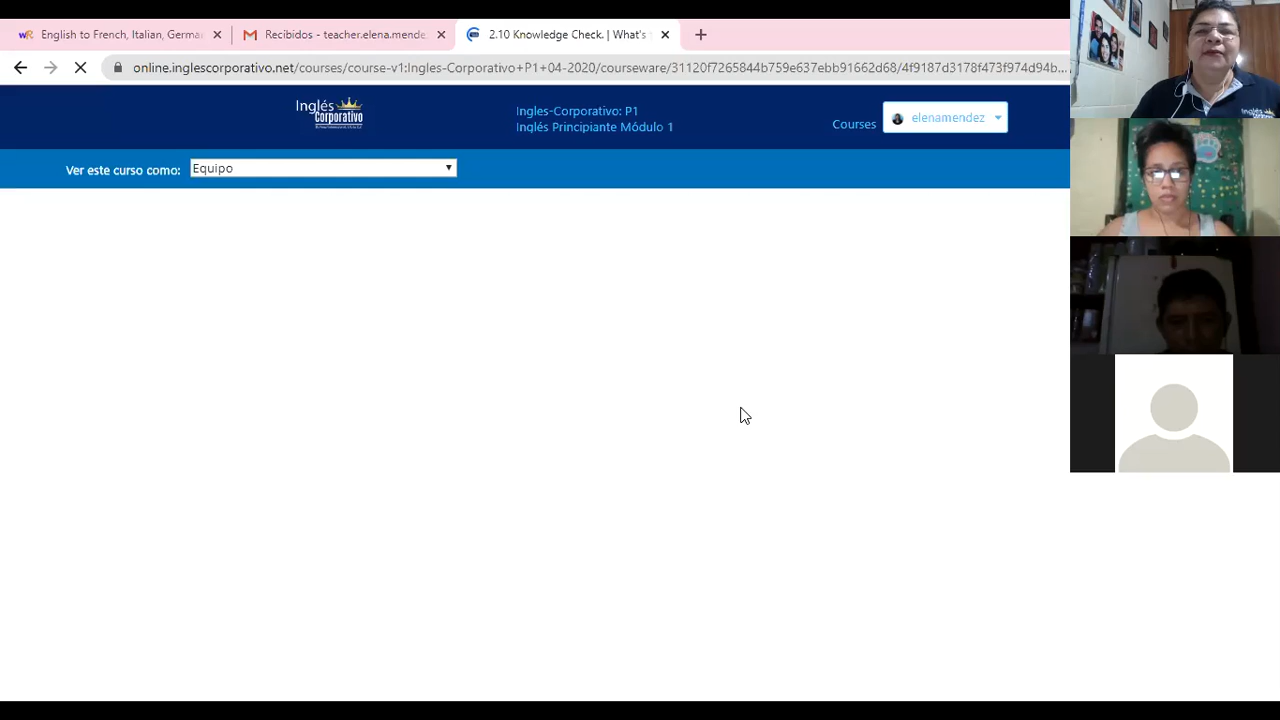 English to French, Italian, Germa
Recibidos - teacher.elena.mende
2.10 Knowledge Check. | What's
online.inglescorporativo.net/courses/course-v1:Ingles-Corporativo+P1+04-2020/courseware/31120f7265844b759e637ebb91662d68/4f9187d3178f473f974d94b...
Inglés
Corporativo
Ingles-Corporativo: P1
Inglés Principiante Módulo 1
Courses
elenamendez
Ver este curso como:
Equipo